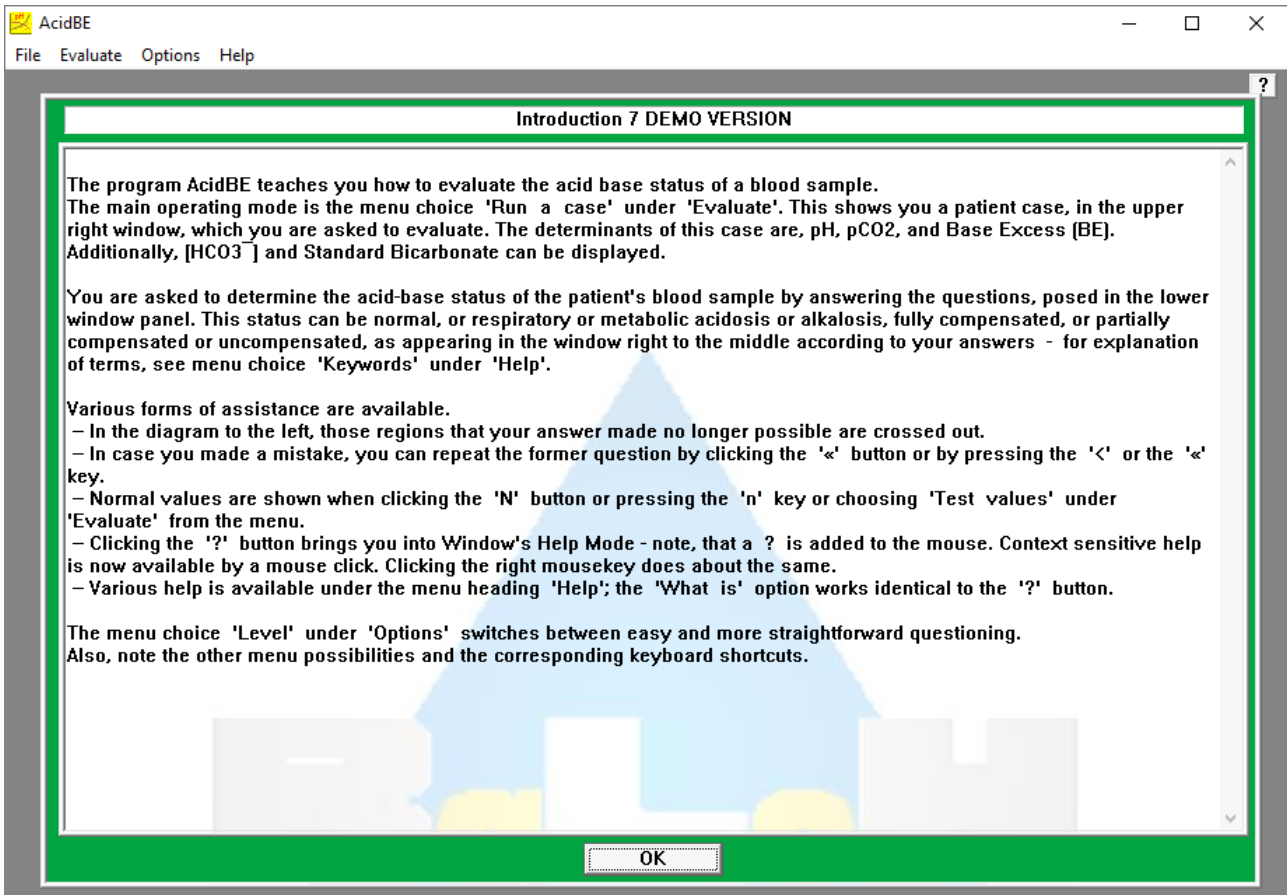 AcidBE
File Evaluate Options Help
?
Introduction 7 DEMO VERSION
The program AcidBE teaches you how to evaluate the acid base status of a blood sample.
The main operating mode is the menu choice 'Run a case' under 'Evaluate'. This shows you a patient case, in the upper
right window, which you are asked to evaluate. The determinants of this case are, pH, pCO2, and Base Excess (BE).
Additionally, [HCO3¯] and Standard Bicarbonate can be displayed.
You are asked to determine the acid-base status of the patient's blood sample by answering the questions, posed in the lower
window panel. This status can be normal, or respiratory or metabolic acidosis or alkalosis, fully compensated, or partially
compensated or uncompensated, as appearing in the window right to the middle according to your answers - for explanation
of terms, see menu choice 'Keywords' under 'Help'.
Various forms of assistance are available.
– In the diagram to the left, those regions that your answer made no longer possible are crossed out.
– In case you made a mistake, you can repeat the former question by clicking the '«' button or by pressing the '<' or the '«'
key.
– Normal values are shown when clicking the 'N' button or pressing the 'n' key or choosing 'Test values' under
'Evaluate' from the menu.
– Clicking the '?' button brings you into Window's Help Mode - note, that a ? is added to the mouse. Context sensitive help
is now available by a mouse click. Clicking the right mousekey does about the same.
– Various help is available under the menu heading 'Help'; the 'What is' option works identical to the '?' button.
The menu choice 'Level' under 'Options' switches between easy and more straightforward questioning.
Also, note the other menu possibilities and the corresponding keyboard shortcuts.
OK